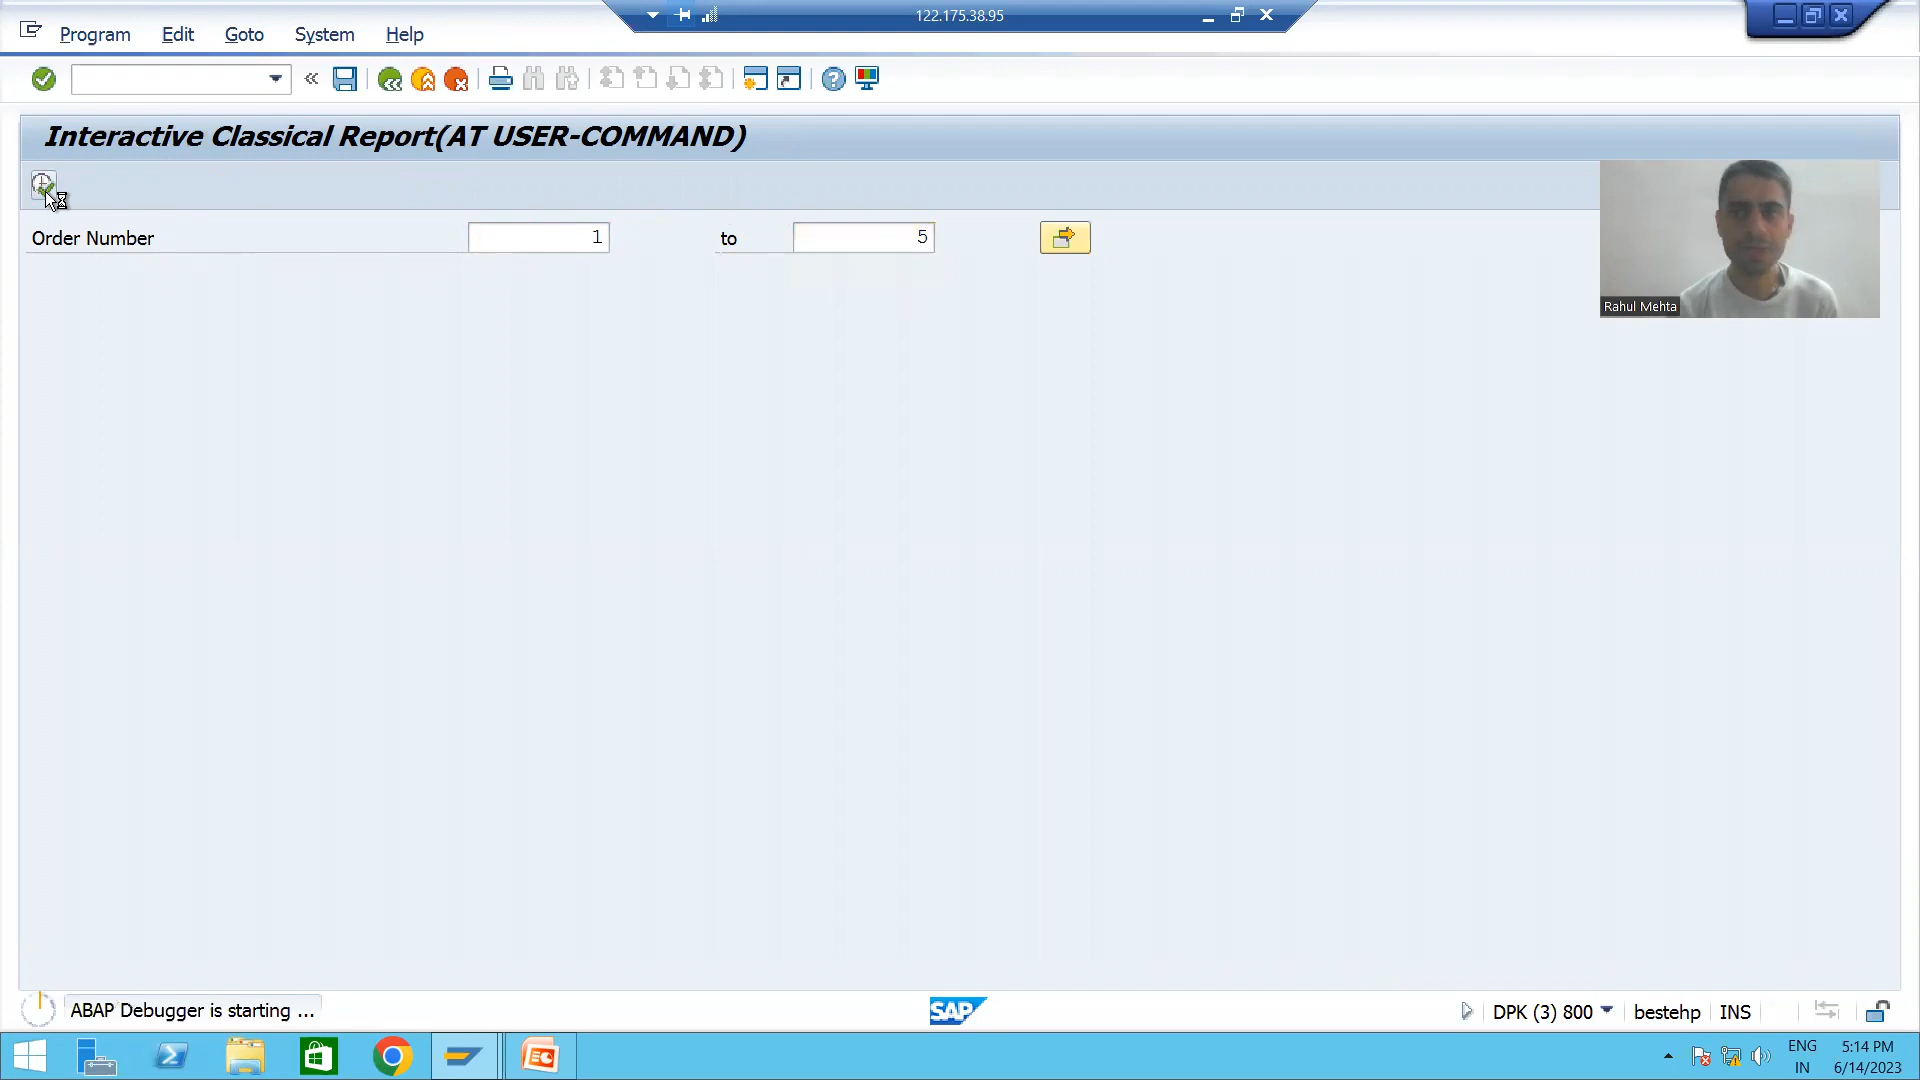 122.175.38.95
Program Edit Goto System Help
Interactive Classical Report(AT USER-COMMAND)
Order Number 1 to 5
Rahul Mehta
ABAP Debugger is starting ...
SAP
DPK (3) 800 bestehp INS
ENG 5:14 PM
IN 6/14/2023